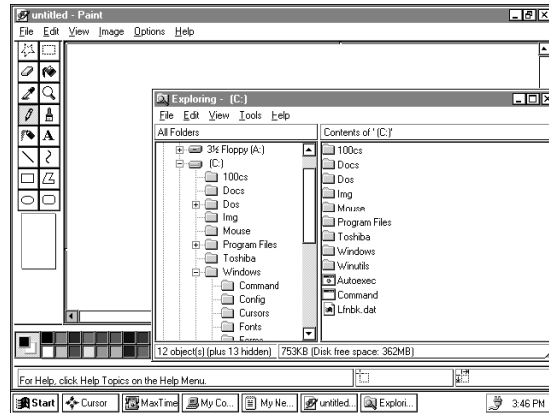 untitled - Paint
File Edit View Image Options Help
Exploring - (C:)
File Edit View Tools Help
All Folders
Contents of '(C:)'
3½ Floppy (A:)
(C:)
100cs
Docs
Dos
Img
Mouse
Program Files
Toshiba
Windows
Command
Config
Cursors
Fonts
Forms
100cs
Docs
Dos
Img
Mouse
Program Files
Toshiba
Windows
Winutils
Autoexec
Command
Lfnbk.dat
12 object(s) (plus 13 hidden) 753KB (Disk free space: 362MB)
For Help, click Help Topics on the Help Menu.
Start Cursor MaxTime My Co... My Ne... untitled... Explori... 3:46 PM